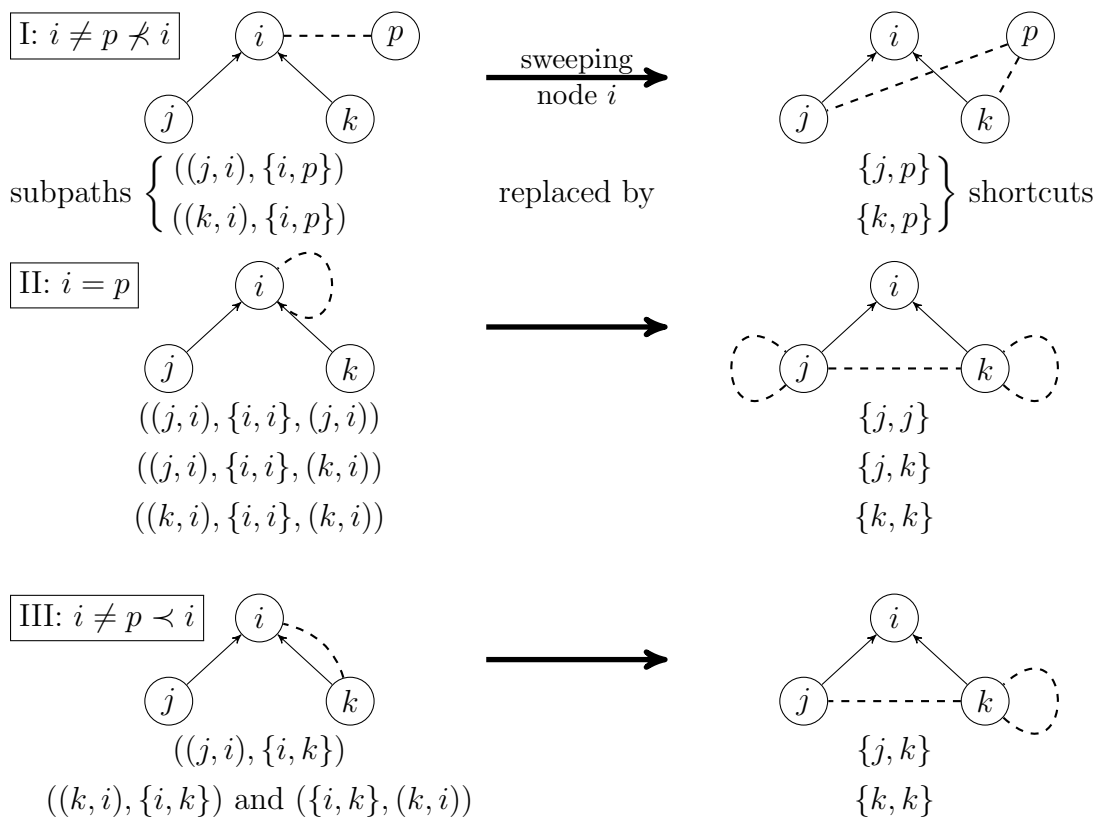 I: i ≠ p ⊀ i
i
p
sweeping
node i
i
p
j
k
j
k
subpaths { ((j, i), {i, p})
((k, i), {i, p})
replaced by
{j, p}
{k, p} } shortcuts
II: i = p
i
i
j
k
j
k
((j, i), {i, i}, (j, i))
{j, j}
((j, i), {i, i}, (k, i))
{j, k}
((k, i), {i, i}, (k, i))
{k, k}
III: i ≠ p ≺ i
i
i
j
k
j
k
((j, i), {i, k})
{j, k}
((k, i), {i, k}) and ({i, k}, (k, i))
{k, k}